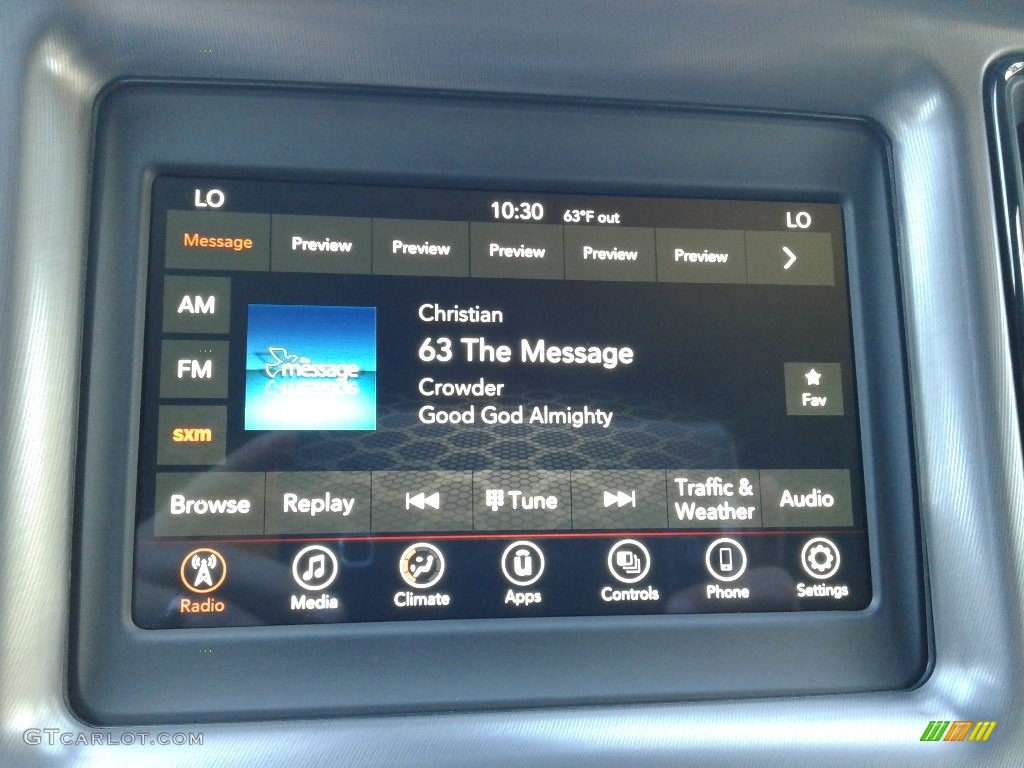 LO 10:30 63°F out LO
Message Preview Preview Preview Preview Preview
AM
FM
sxm
the
message
Christian
63 The Message
Crowder
Good God Almighty
Fav
Browse Replay Tune Traffic & Weather Audio
Radio Media Climate Apps Controls Phone Settings
GTCARLOT.COM